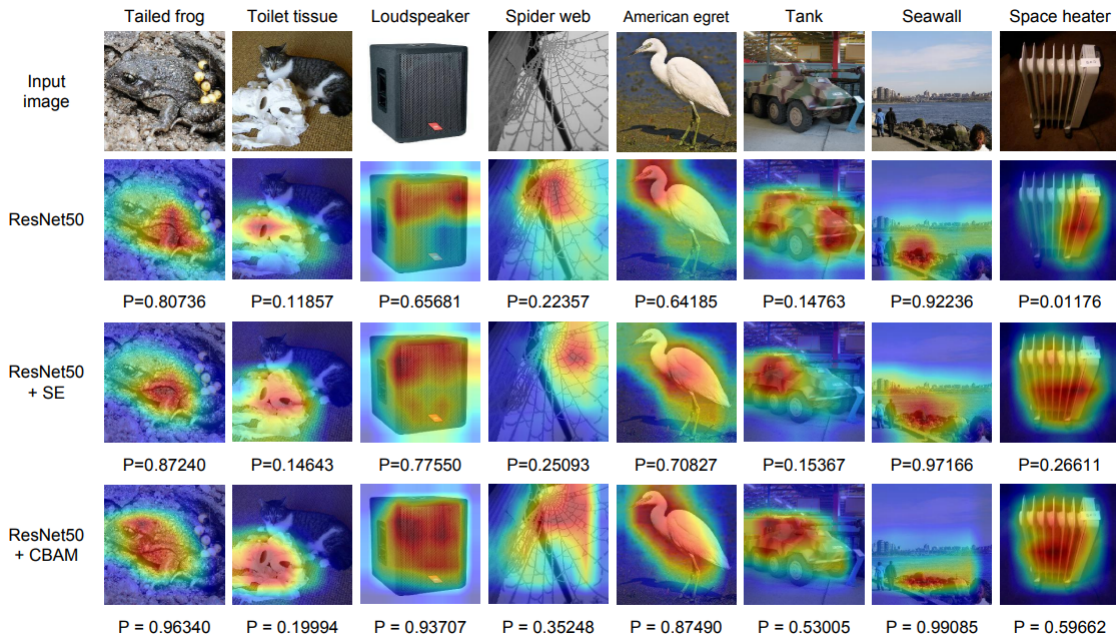 Tailed frog Toilet tissue Loudspeaker Spider web American egret Tank Seawall Space heater
Input
image
ResNet50
P=0.80736 P=0.11857 P=0.65681 P=0.22357 P=0.64185 P=0.14763 P=0.92236 P=0.01176
ResNet50
+ SE
P=0.87240 P=0.14643 P=0.77550 P=0.25093 P=0.70827 P=0.15367 P=0.97166 P=0.26611
ResNet50
+ CBAM
P = 0.96340 P = 0.19994 P = 0.93707 P = 0.35248 P = 0.87490 P = 0.53005 P = 0.99085 P = 0.59662